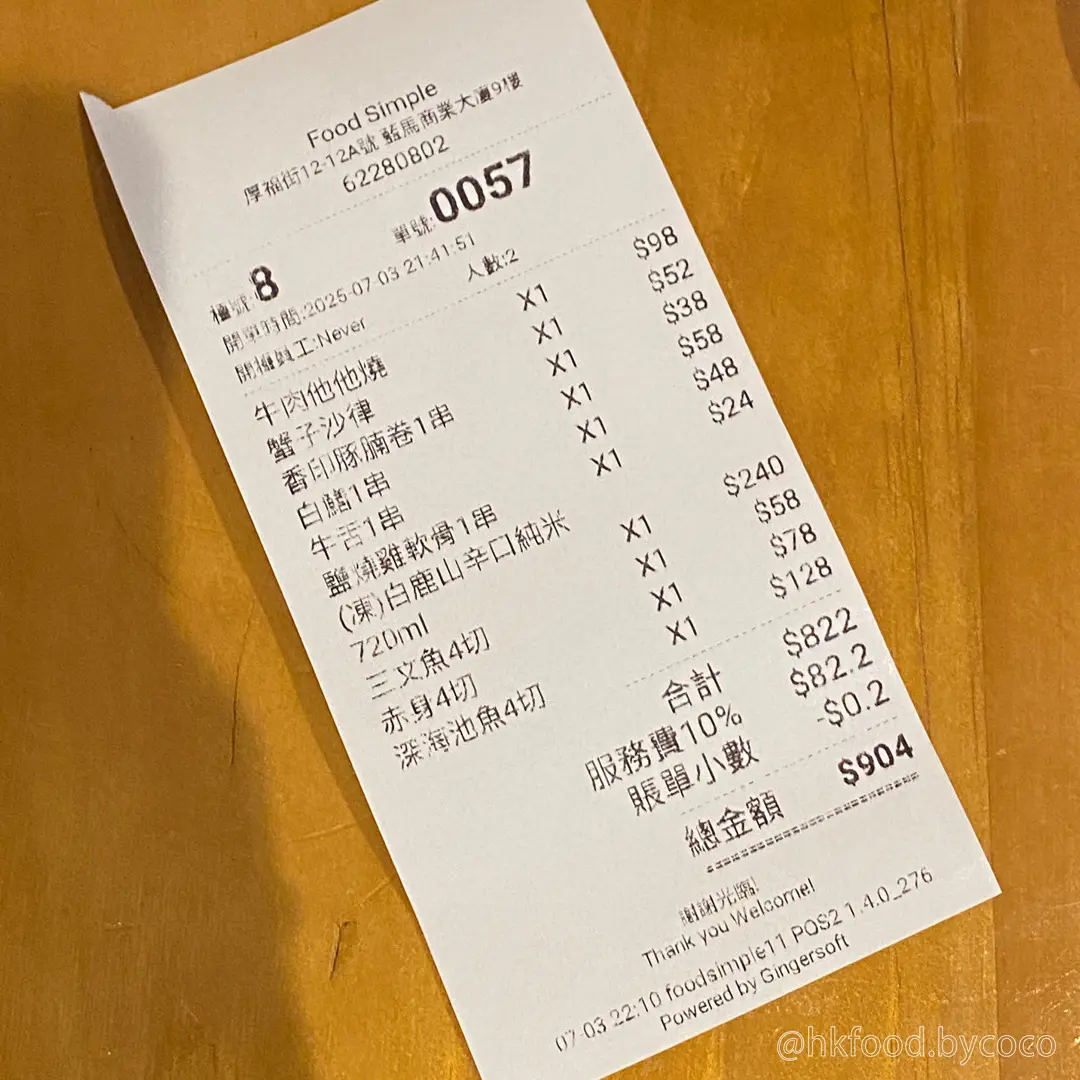 Food Simple
厚福街12-12A號 藍馬商業大廈9樓
62280802
單號:0057
檯號:8
開單時間:2025-07-03 21:41:51
開檯員工:Never 人數:2
牛肉他他燒 X1 $98
蟹子沙律 X1 $52
香印豚腩卷1串 X1 $38
白鱔1串 X1 $58
牛舌1串 X1 $48
鹽燒雞軟骨1串 X1 $24
(凍)白鹿山辛口純米
720ml X1 $240
三文魚4切 X1 $58
赤身4切 X1 $78
深海池魚4切 X1 $128
合計 $822
服務費10% $82.2
賬單小數 -$0.2
總金額 $904
謝謝光臨!
Thank you Welcome!
07-03 22:10 foodsimple11 POS2 1.4.0_276
Powered by Gingersoft
@hkfood.bycoco